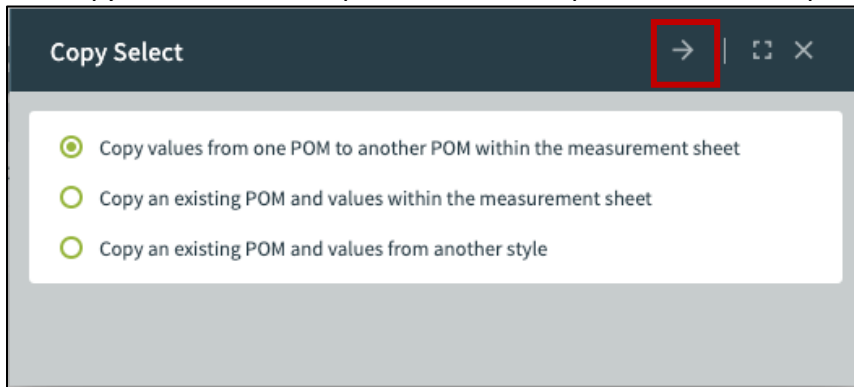 Copy Select
Copy values from one POM to another POM within the measurement sheet
Copy an existing POM and values within the measurement sheet
Copy an existing POM and values from another style